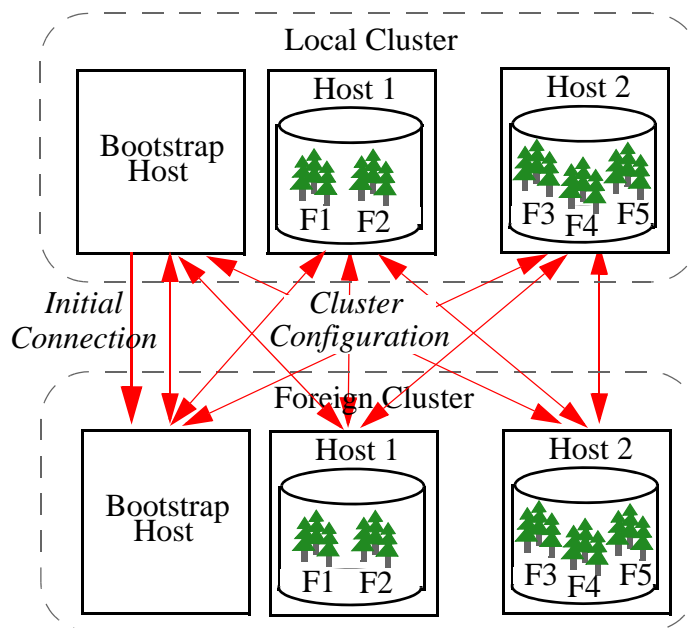 Local Cluster
Bootstrap
Host
Host 1
F1 F2
Host 2
F3 F4 F5
Initial
Connection
Cluster
Configuration
Foreign Cluster
Bootstrap
Host
Host 1
F1 F2
Host 2
F3 F4 F5